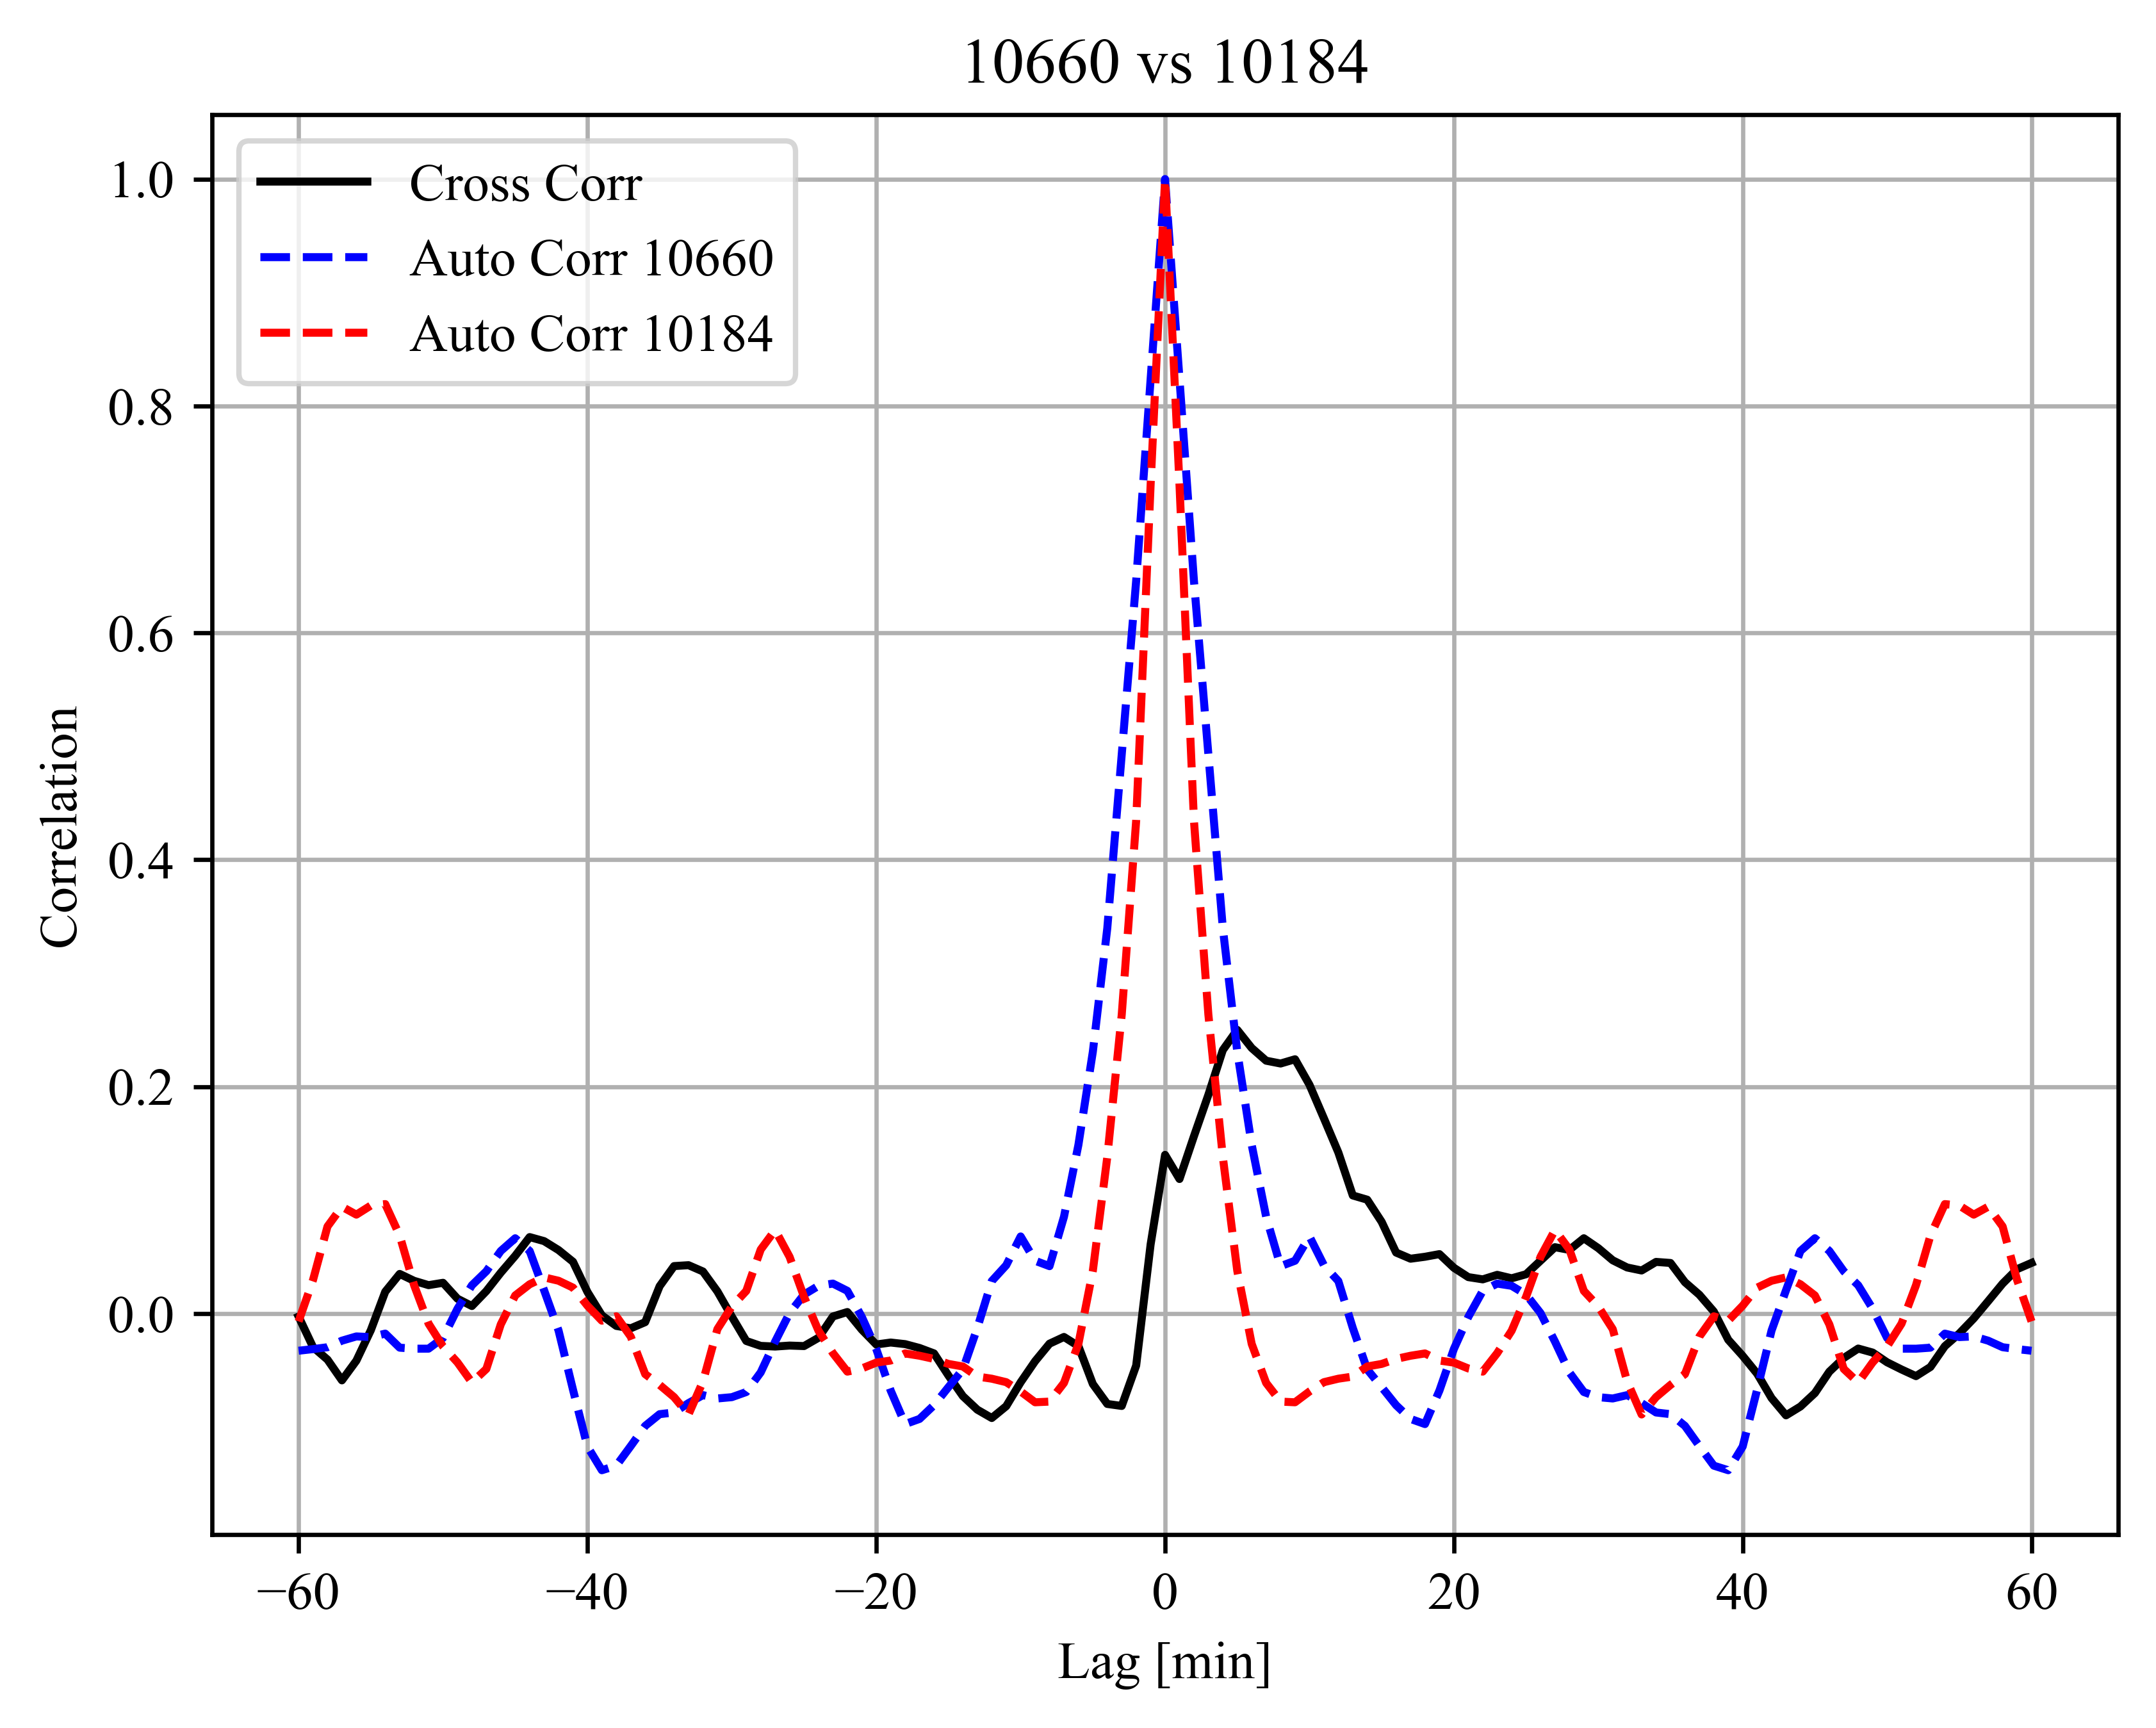 10660 vs 10184
Cross Corr
Auto Corr 10660
Auto Corr 10184
1.0
0.8
0.6
0.4
0.2
0.0
Correlation
−60
−40
−20
0
20
40
60
Lag [min]